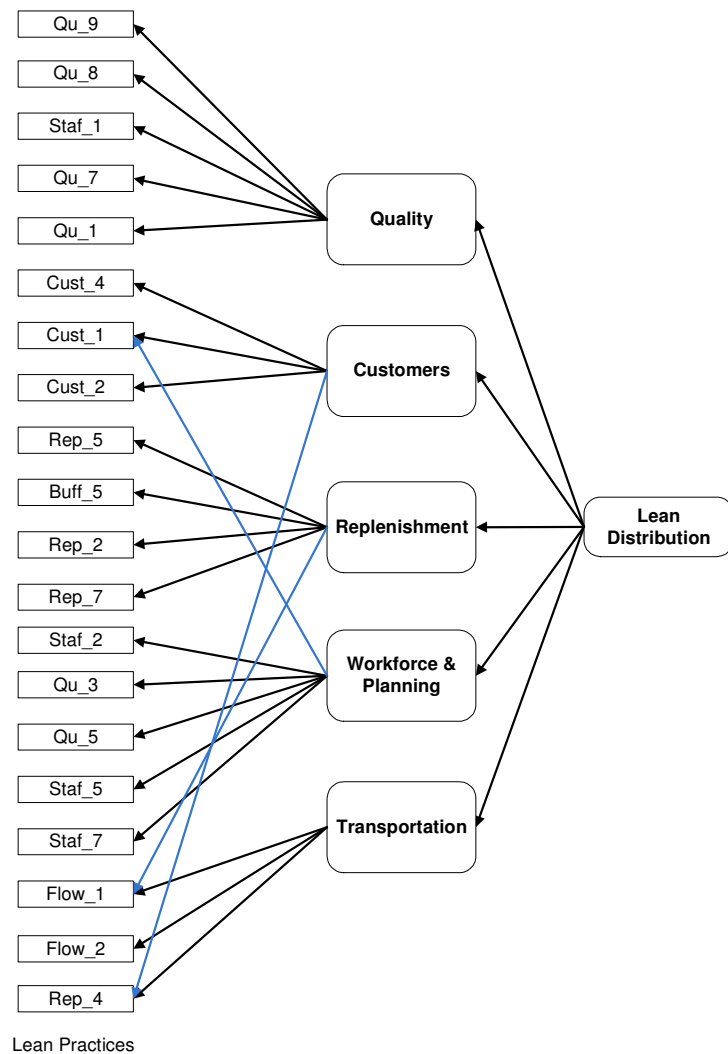 Qu_9
Qu_8
Staf_1
Qu_7
Qu_1
Cust_4
Cust_1
Cust_2
Rep_5
Buff_5
Rep_2
Rep_7
Staf_2
Qu_3
Qu_5
Staf_5
Staf_7
Flow_1
Flow_2
Rep_4
Lean Practices
Quality
Customers
Replenishment
Workforce &
Planning
Transportation
Lean
Distribution